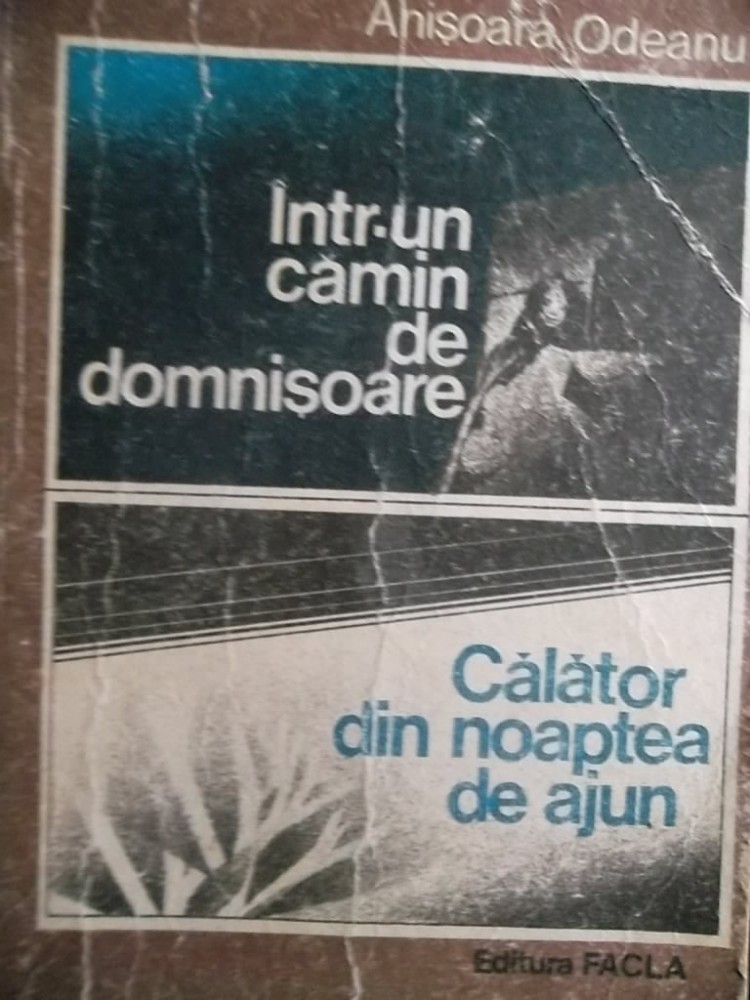 Anișoara Odeanu
Într-un
cămin
de
domnișoare
Călător
din noaptea
de ajun
Editura FACLA